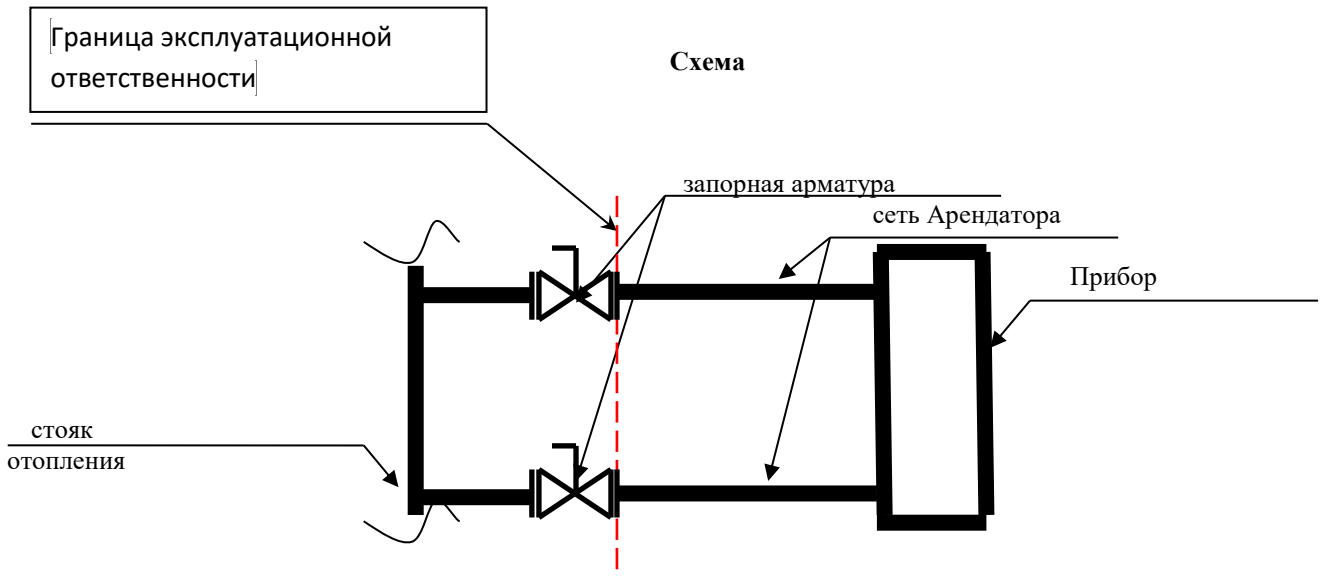 Граница эксплуатационной
ответственности
Схема
запорная арматура
сеть Арендатора
Прибор
стояк
отопления